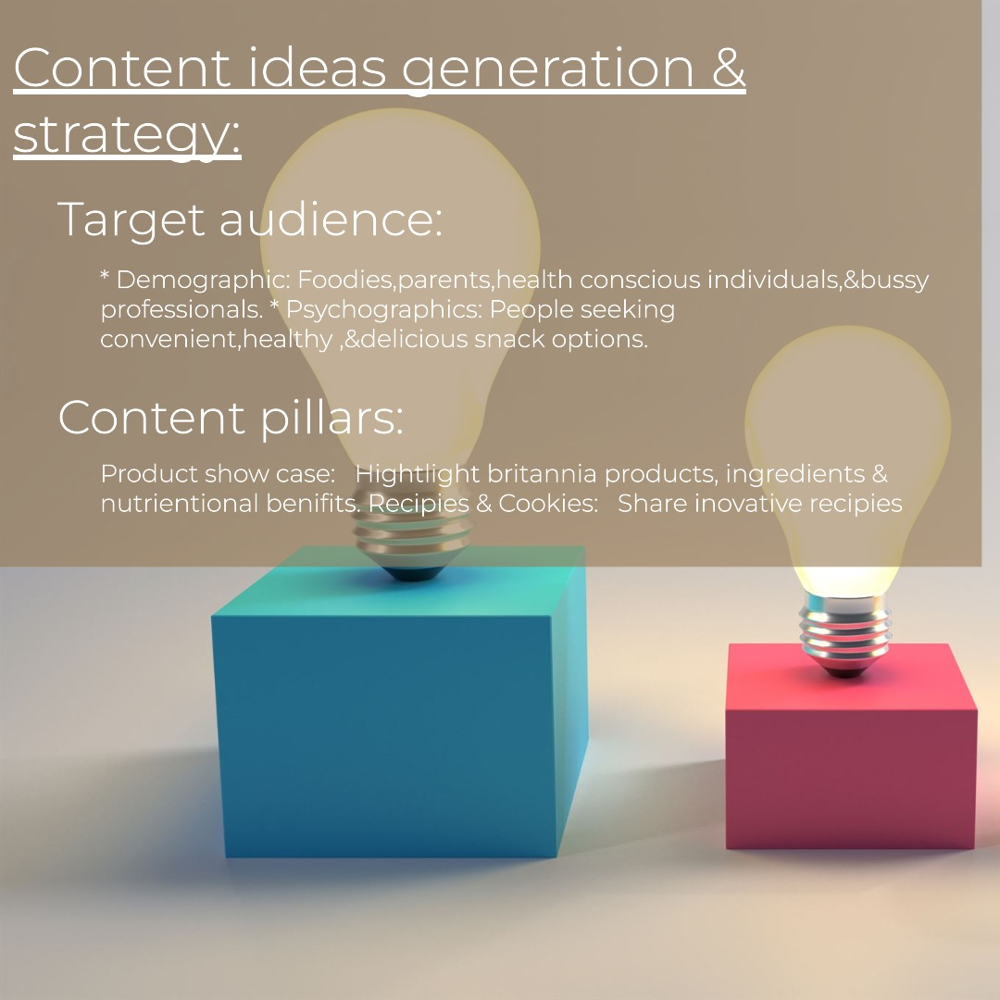 Content ideas generation &
strategy:
Target audience:
* Demographic: Foodies,parents,health conscious individuals,&bussy
professionals. * Psychographics: People seeking
convenient,healthy ,&delicious snack options.
Content pillars:
Product show case:   Hightlight britannia products, ingredients &
nutrientional benifits. Recipies & Cookies:   Share inovative recipies